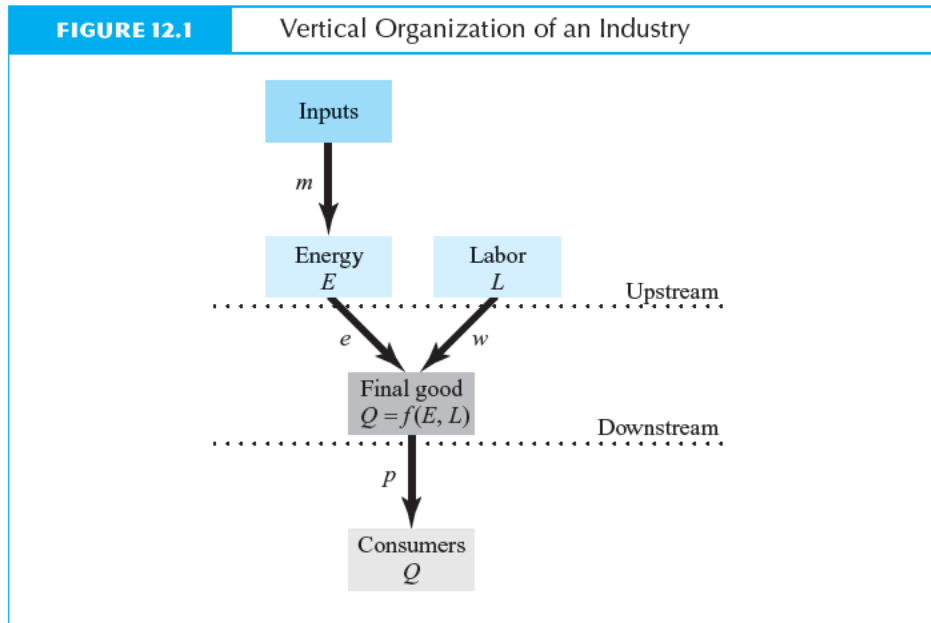 FIGURE 12.1
Vertical Organization of an Industry
Inputs
m
Energy
E
Labor
L
Upstream
e
w
Final good
Q = f(E, L)
Downstream
p
Consumers
Q